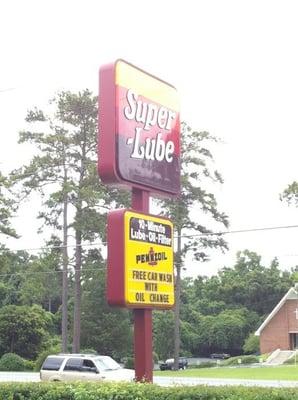 Super
-Lube
10-Minute
Lube-Oil-Filter
PENNZOIL
FREE CAR WASH
WITH
OIL CHANGE